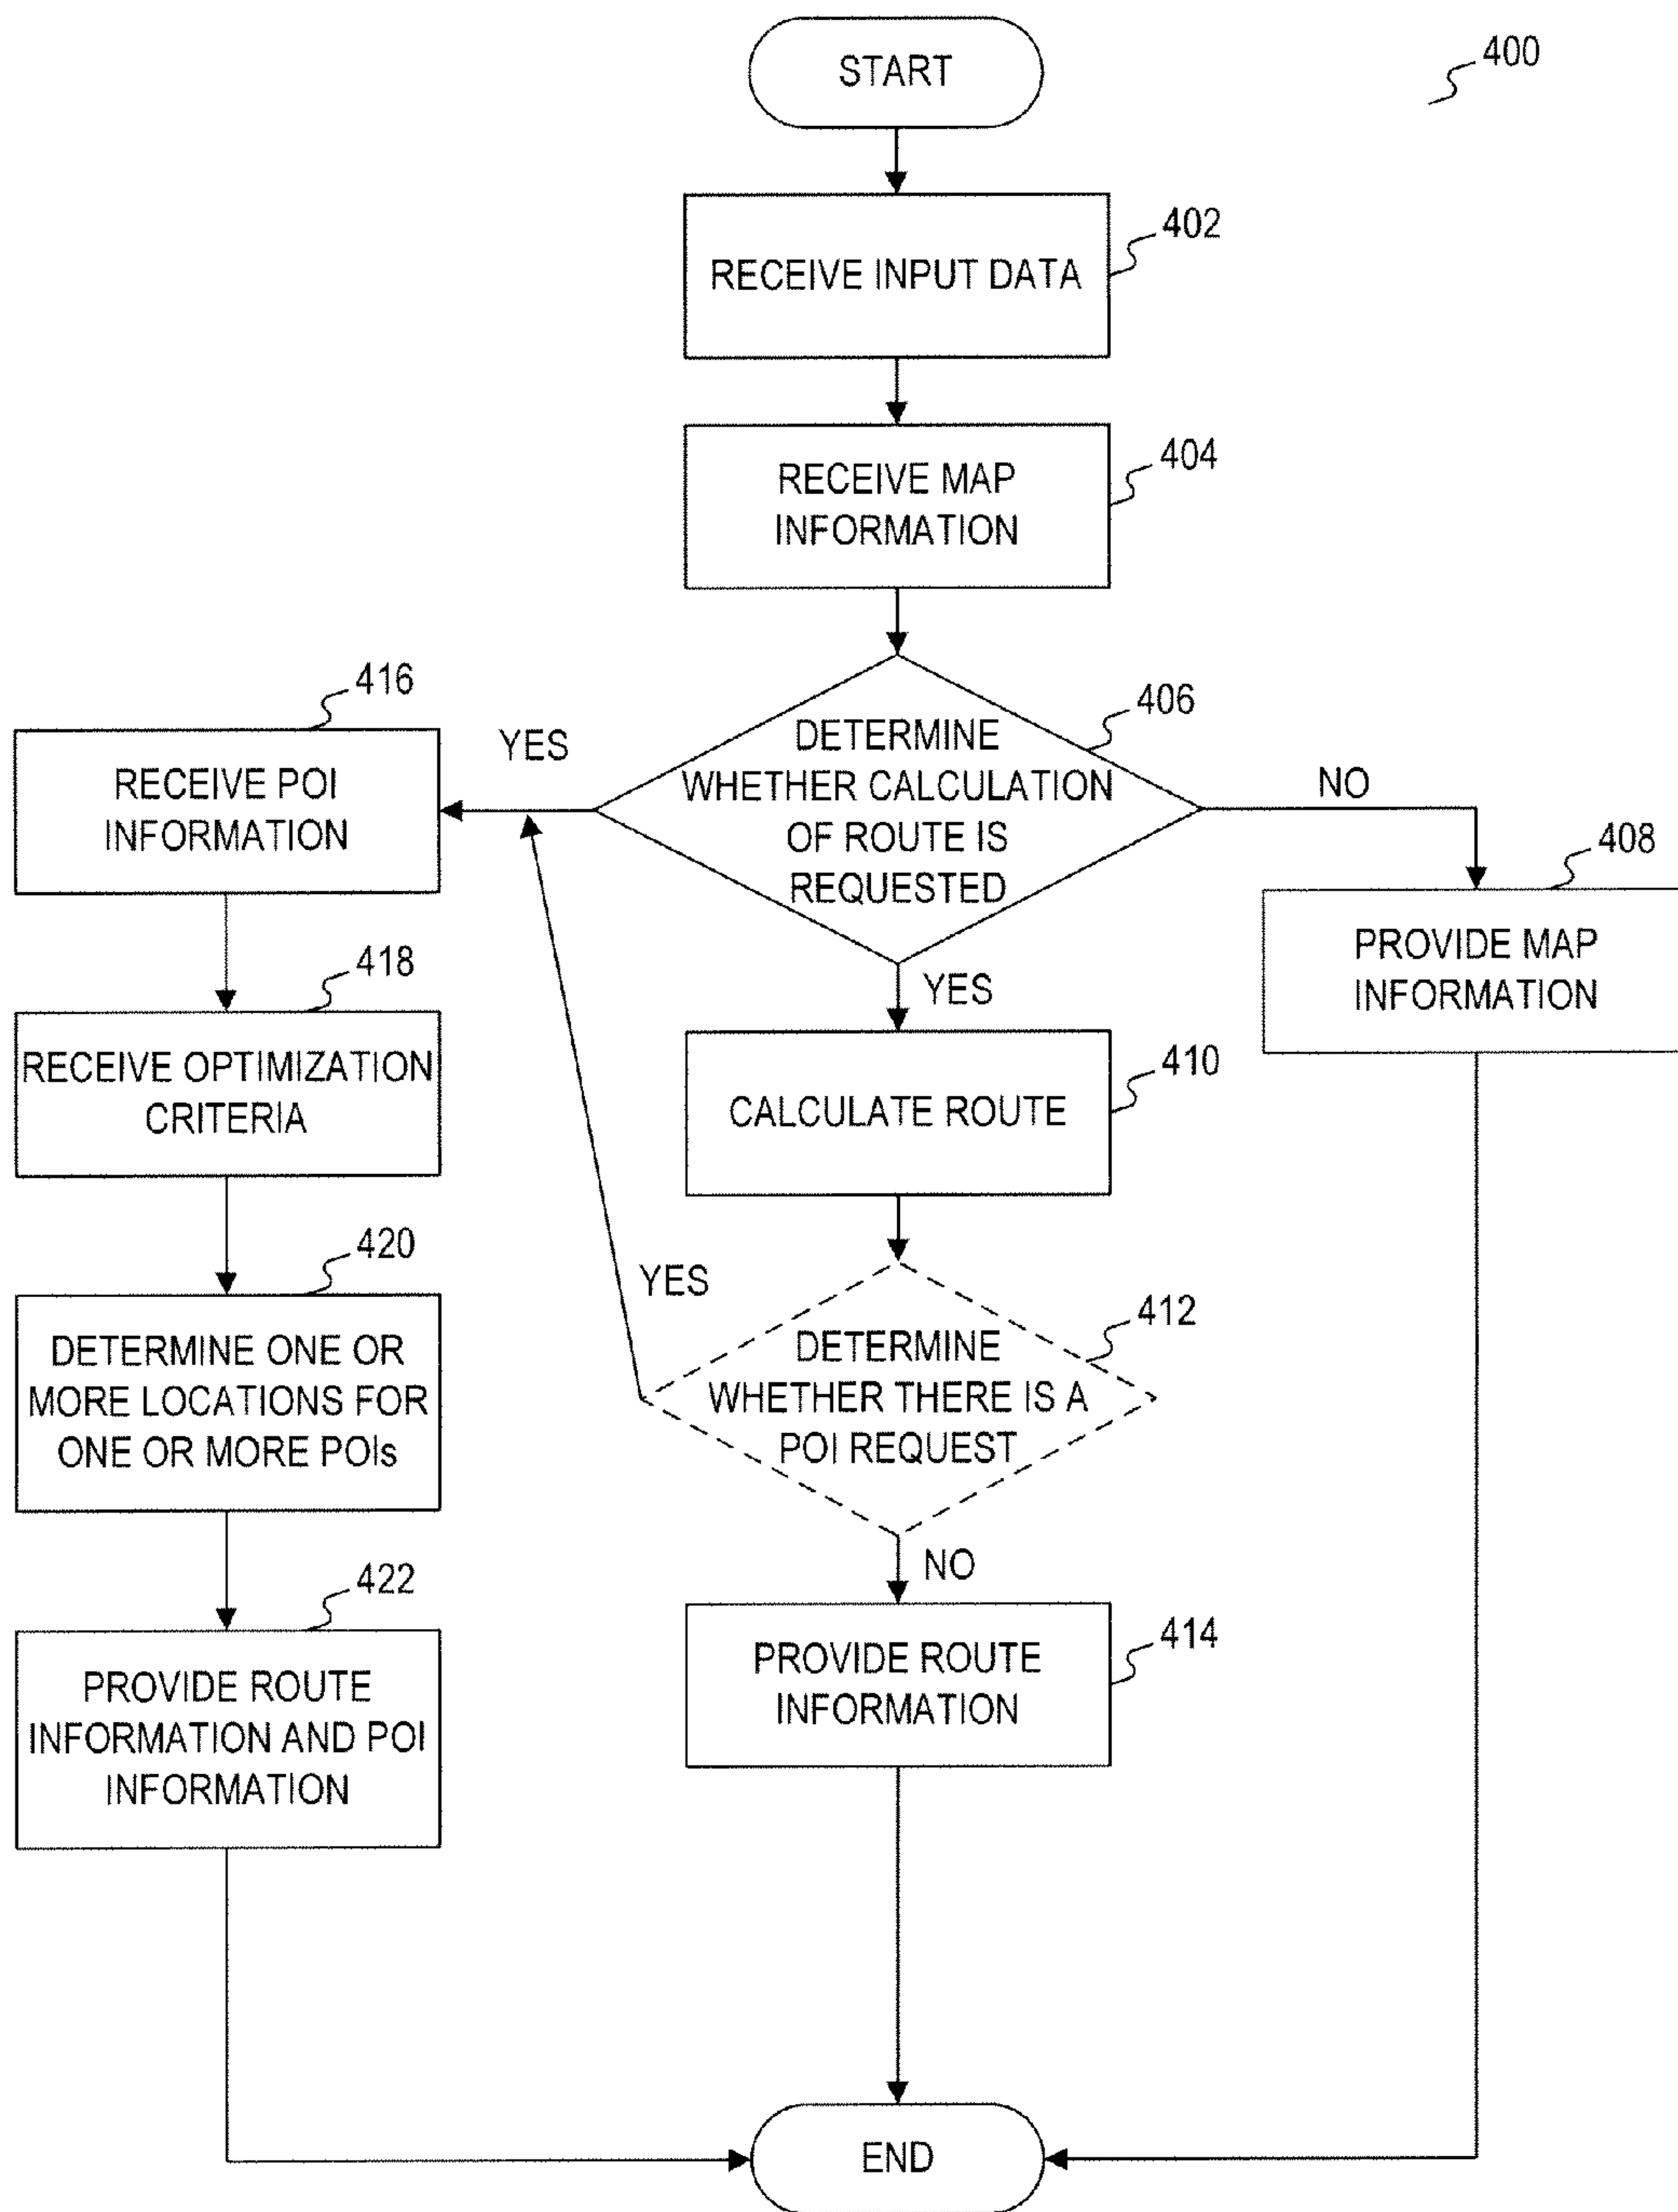 START
400
402
RECEIVE INPUT DATA
404
RECEIVE MAP
INFORMATION
406
DETERMINE
WHETHER CALCULATION
OF ROUTE IS
REQUESTED
YES
NO
YES
408
PROVIDE MAP
INFORMATION
410
CALCULATE ROUTE
412
DETERMINE
WHETHER THERE IS A
POI REQUEST
YES
NO
414
PROVIDE ROUTE
INFORMATION
416
RECEIVE POI
INFORMATION
418
RECEIVE OPTIMIZATION
CRITERIA
420
DETERMINE ONE OR
MORE LOCATIONS FOR
ONE OR MORE POIs
422
PROVIDE ROUTE
INFORMATION AND POI
INFORMATION
END